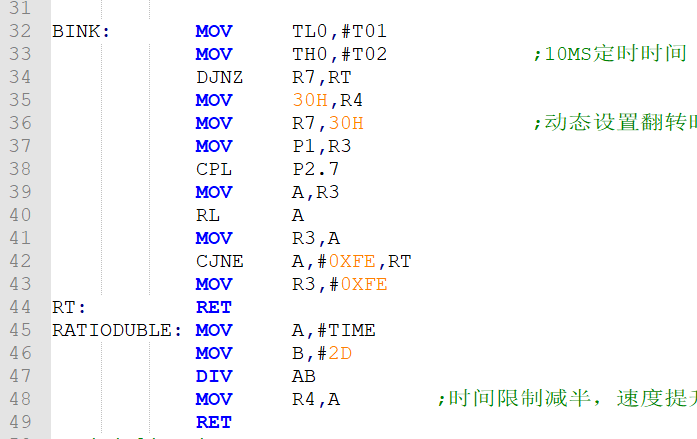 31
32 BINK: MOV TL0,#T01
33 MOV TH0,#T02 ;10MS定时时间
34 DJNZ R7,RT
35 MOV 30H,R4
36 MOV R7,30H ;动态设置翻转
37 MOV P1,R3
38 CPL P2.7
39 MOV A,R3
40 RL A
41 MOV R3,A
42 CJNE A,#0XFE,RT
43 MOV R3,#0XFE
44 RT: RET
45 RATIODUBLE: MOV A,#TIME
46 MOV B,#2D
47 DIV AB
48 MOV R4,A ;时间限制减半，速度提
49 RET